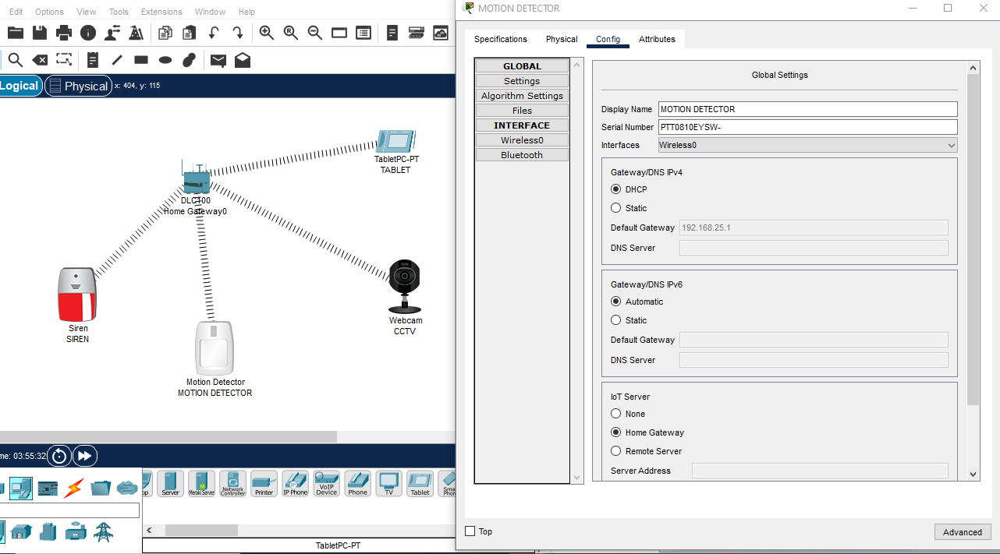 Edit Options View Tools Extensions Window Help
Logical Physical x: 404, y: 115
TabletPC-PT
TABLET
DLC100
Home Gateway0
Siren
SIREN
Webcam
CCTV
Motion Detector
MOTION DETECTOR
me: 03:55:32
op Server Meraki Server Network Controller Printer IP Phone VoIP Device Phone TV Tablet Smar Phon
TabletPC-PT
MOTION DETECTOR
Specifications Physical Config Attributes
GLOBAL
Settings
Algorithm Settings
Files
INTERFACE
Wireless0
Bluetooth
Global Settings
Display Name MOTION DETECTOR
Serial Number PTT0810EYSW-
Interfaces Wireless0
Gateway/DNS IPv4
DHCP
Static
Default Gateway 192.168.25.1
DNS Server
Gateway/DNS IPv6
Automatic
Static
Default Gateway
DNS Server
IoT Server
None
Home Gateway
Remote Server
Server Address
Top
Advanced